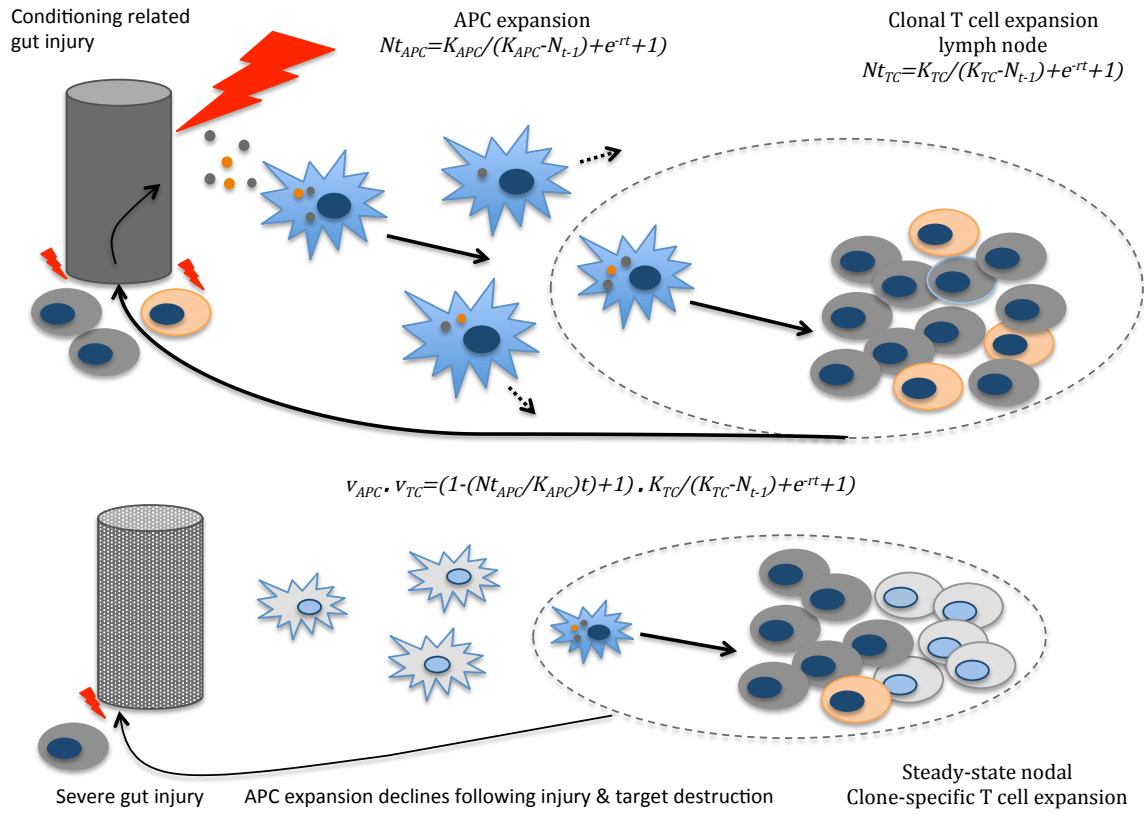 Conditioning related
gut injury
APC expansion
Nt_APC=K_APC/(K_APC-N_t-1)+e^-rt+1)
Clonal T cell expansion
lymph node
Nt_TC=K_TC/(K_TC-N_t-1)+e^-rt+1)
v_APC . v_TC=(1-(Nt_APC/K_APC)t)+1) . K_TC/(K_TC-N_t-1)+e^-rt+1)
Severe gut injury
APC expansion declines following injury & target destruction
Steady-state nodal
Clone-specific T cell expansion